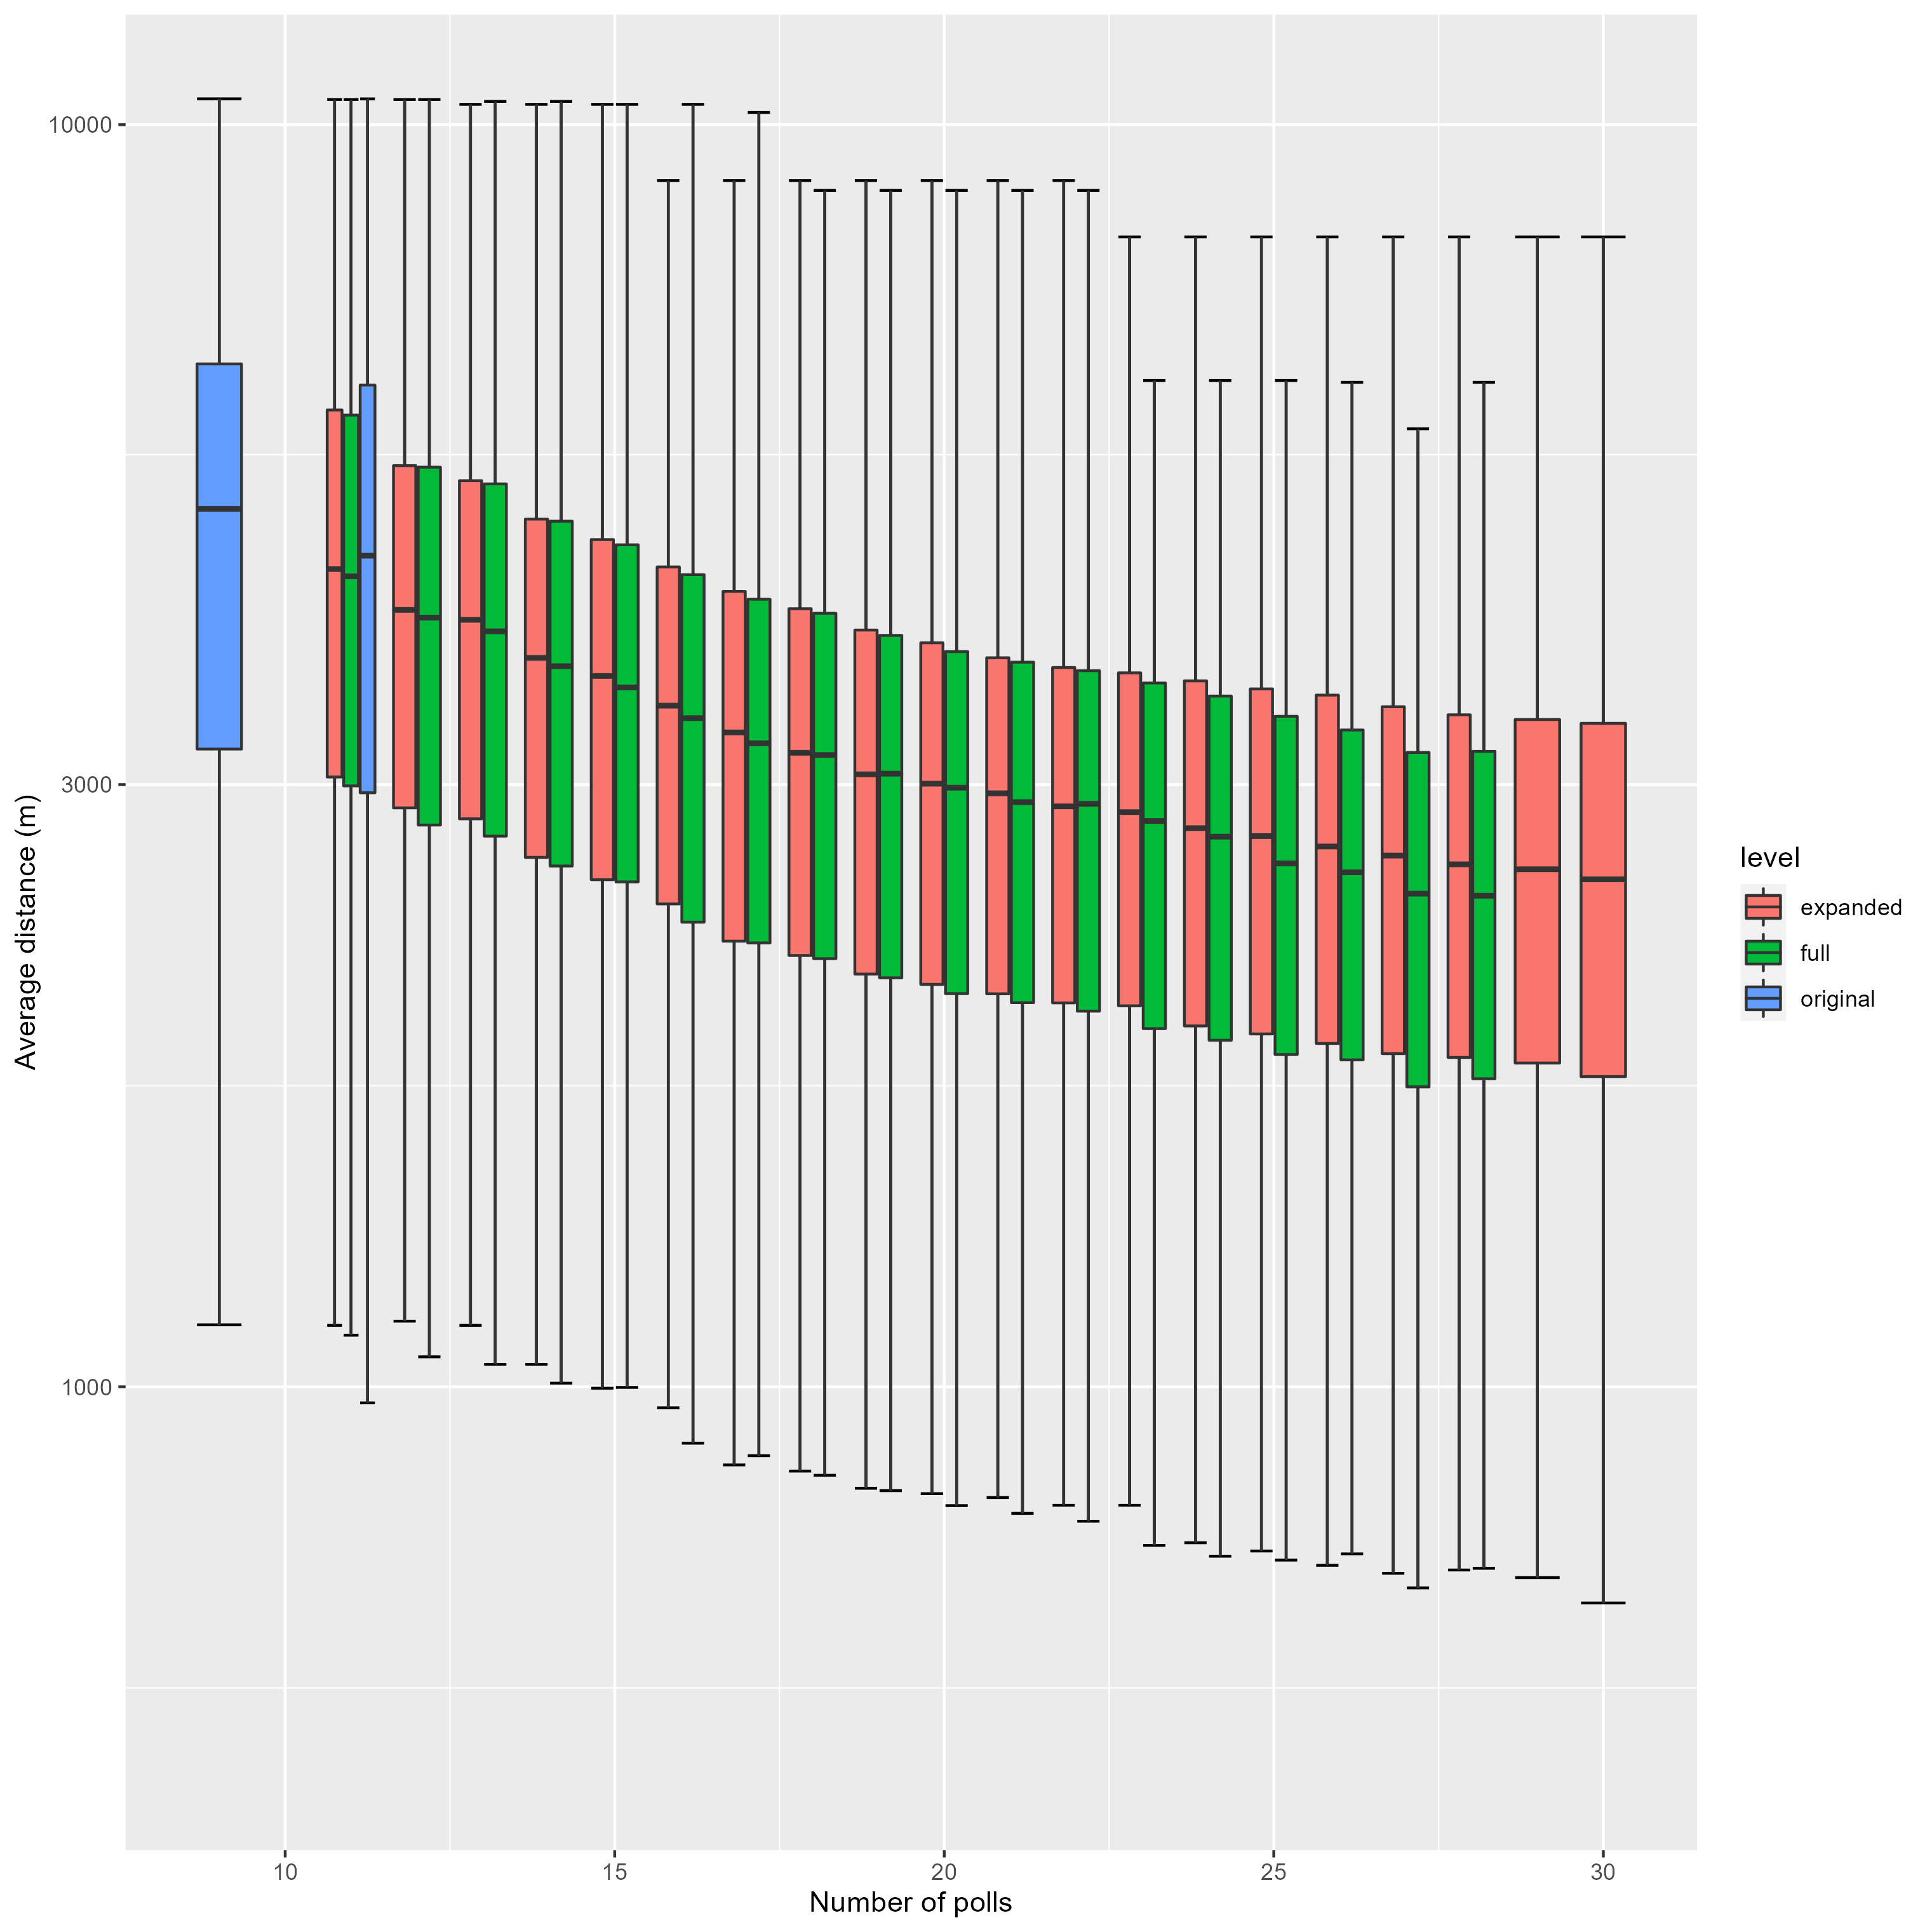 10000
3000
1000
Average distance (m)
10
15
20
25
30
Number of polls
level
expanded
full
original